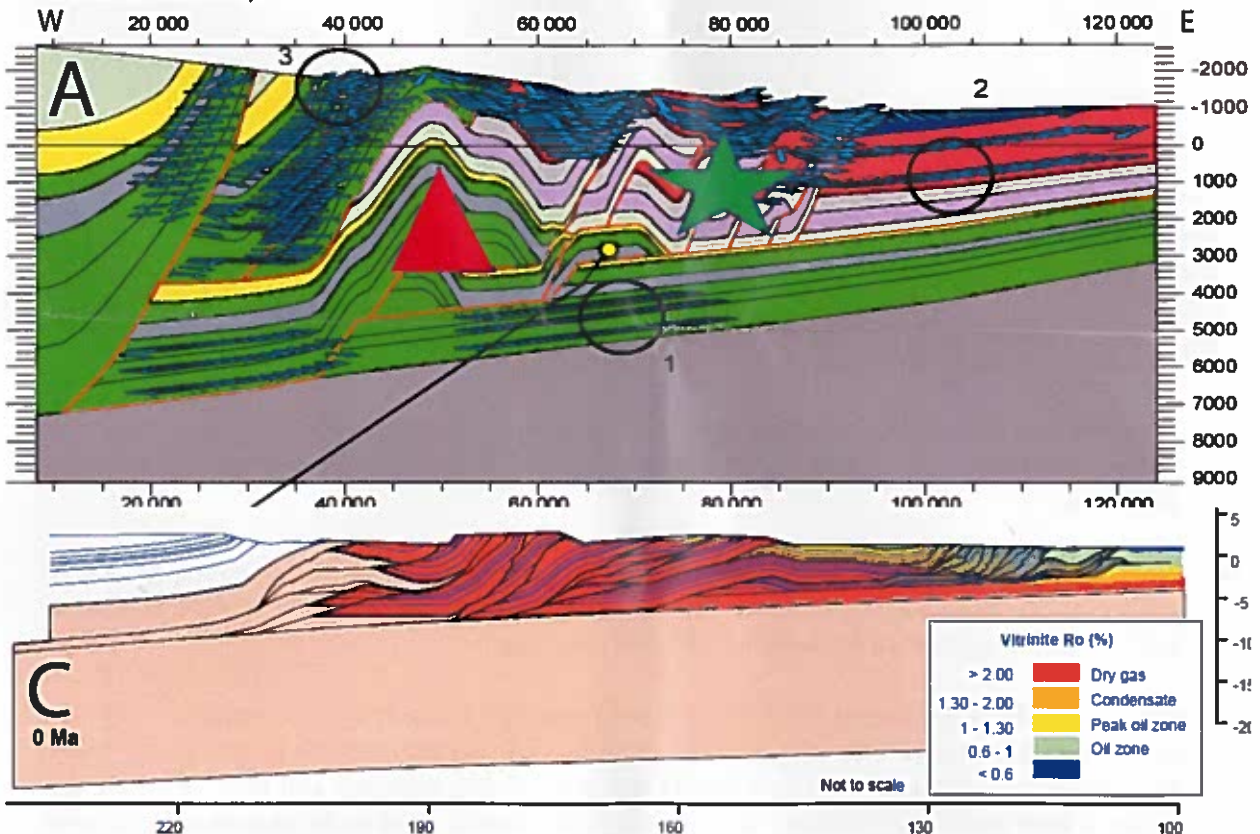 W 20 000 40 000 60 000 80 000 100 000 120 000 E
A
3
2
1
-2000
-1000
0
1000
2000
3000
4000
5000
6000
7000
8000
9000
20 000 40 000 60 000 80 000 100 000 120 000
5
0
-5
-10
-15
-20
C
0 Ma
Vitrinite Ro (%)
> 2.00 Dry gas
1.30 - 2.00 Condensate
1 - 1.30 Peak oil zone
0.6 - 1 Oil zone
< 0.6
Not to scale
220 190 160 130 100